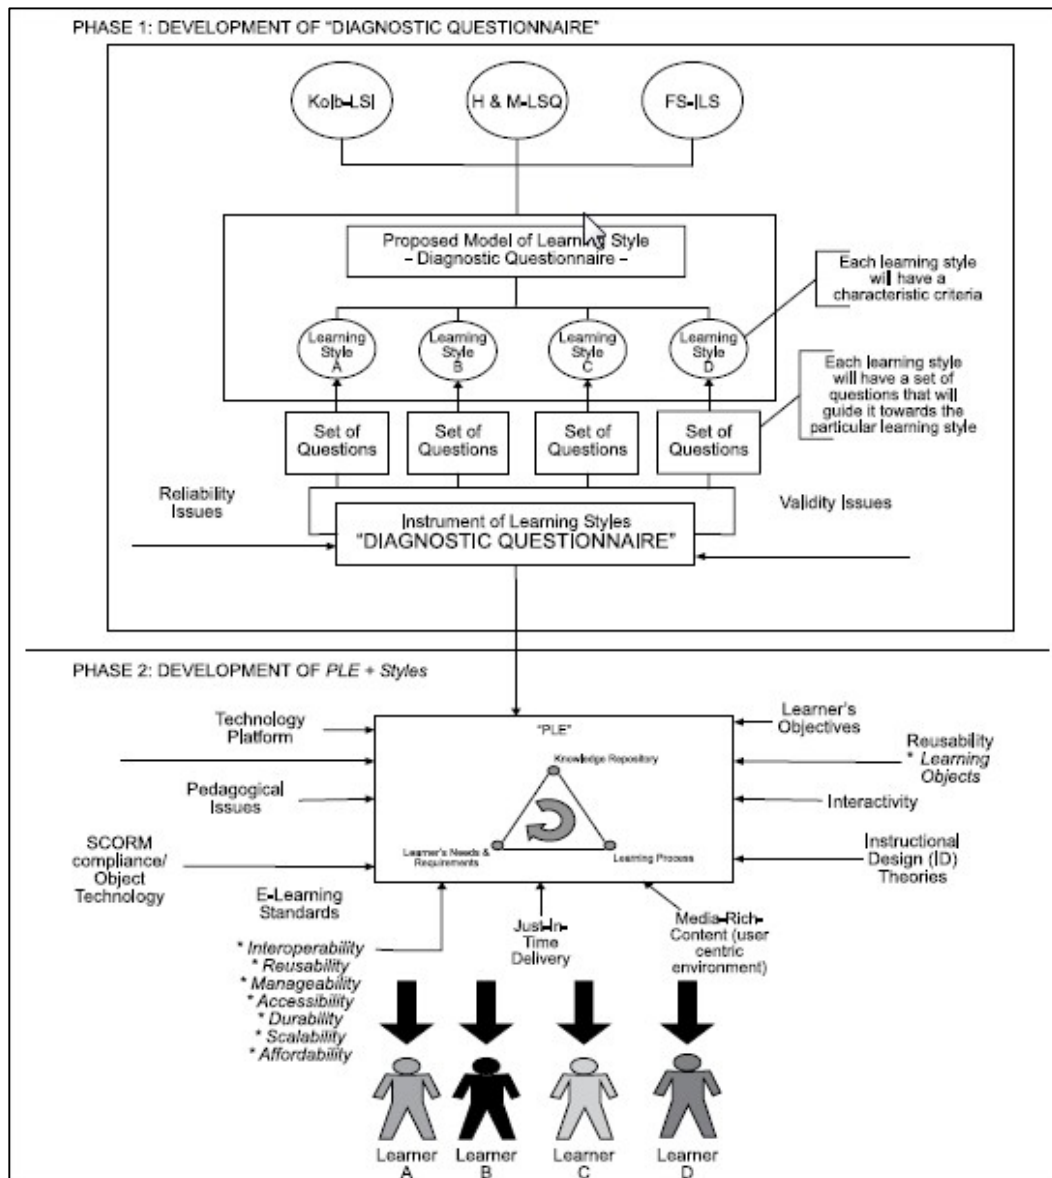 PHASE 1: DEVELOPMENT OF “DIAGNOSTIC QUESTIONNAIRE”
Kolb-LSI
H & M-LSQ
FS-ILS
Proposed Model of Learning Style
– Diagnostic Questionnaire –
Each learning style
will have a
characteristic criteria
Learning
Style
A
Learning
Style
B
Learning
Style
C
Learning
Style
D
Each learning style
will have a set of
questions that will
guide it towards the
particular learning style
Set of
Questions
Set of
Questions
Set of
Questions
Set of
Questions
Reliability
Issues
Validity Issues
Instrument of Learning Styles
“DIAGNOSTIC QUESTIONNAIRE”
PHASE 2: DEVELOPMENT OF PLE + Styles
Technology
Platform
Pedagogical
Issues
SCORM
compliance/
Object
Technology
“PLE”
Knowledge Repository
Learner's Needs &
Requirements
Learning Process
Learner's
Objectives
Reusability
* Learning
Objects
Interactivity
Instructional
Design (ID)
Theories
E-Learning
Standards
* Interoperability
* Reusability
* Manageability
* Accessibility
* Durability
* Scalability
* Affordability
Just-In-
Time
Delivery
Media-Rich-
Content (user
centric
environment)
Learner
A
Learner
B
Learner
C
Learner
D